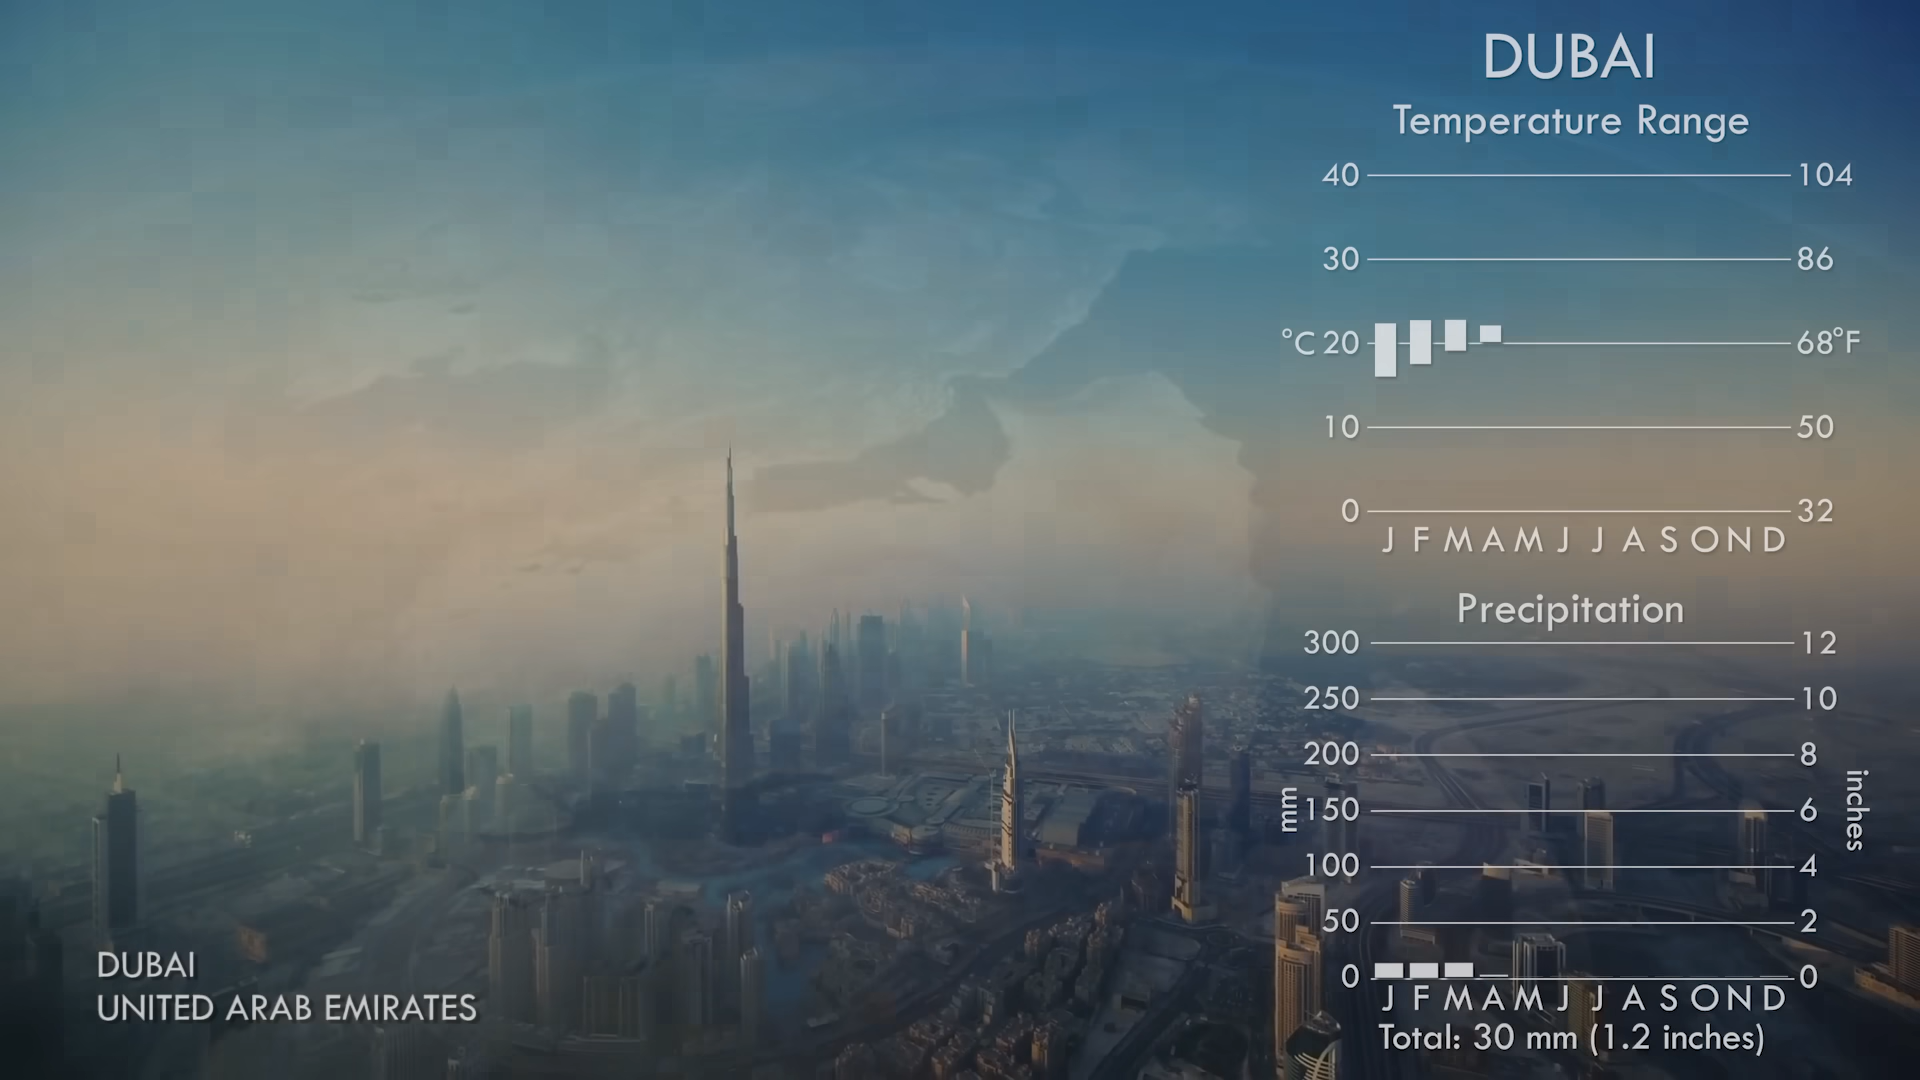 DUBAI
Temperature Range
40 104
30 86
°C 20 68°F
10 50
0 32
J F M A M J J A S O N D
Precipitation
300 12
250 10
200 8
mm 150 6 inches
100 4
50 2
0 0
J F M A M J J A S O N D
Total: 30 mm (1.2 inches)
DUBAI
UNITED ARAB EMIRATES